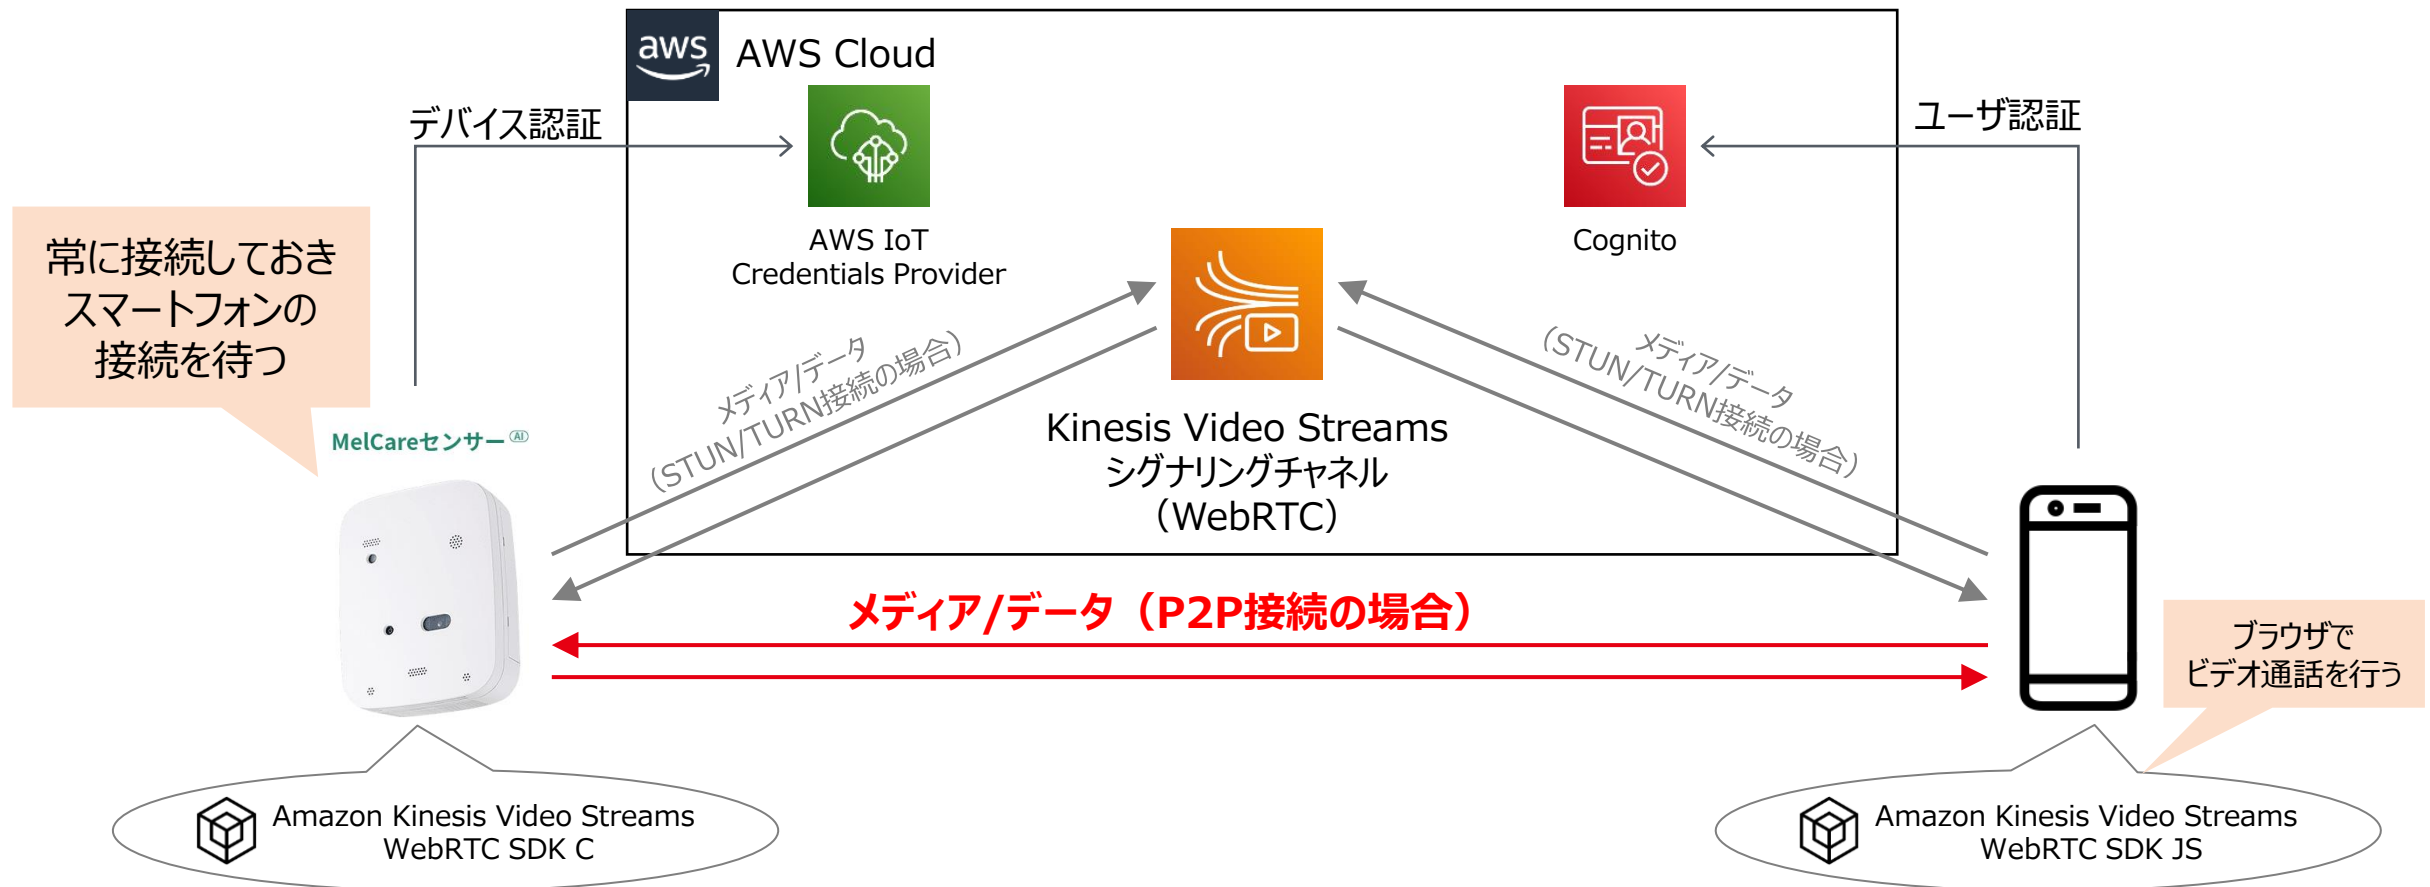 aws
AWS Cloud
デバイス認証
ユーザ認証
AWS IoT
Credentials Provider
Cognito
常に接続しておき
スマートフォンの
接続を待つ
メディア/データ
（STUN/TURN接続の場合）
メディア/データ
（STUN/TURN接続の場合）
Kinesis Video Streams
シグナリングチャネル
（WebRTC）
MelCareセンサー AI
メディア/データ（P2P接続の場合）
ブラウザで
ビデオ通話を行う
Amazon Kinesis Video Streams
WebRTC SDK C
Amazon Kinesis Video Streams
WebRTC SDK JS